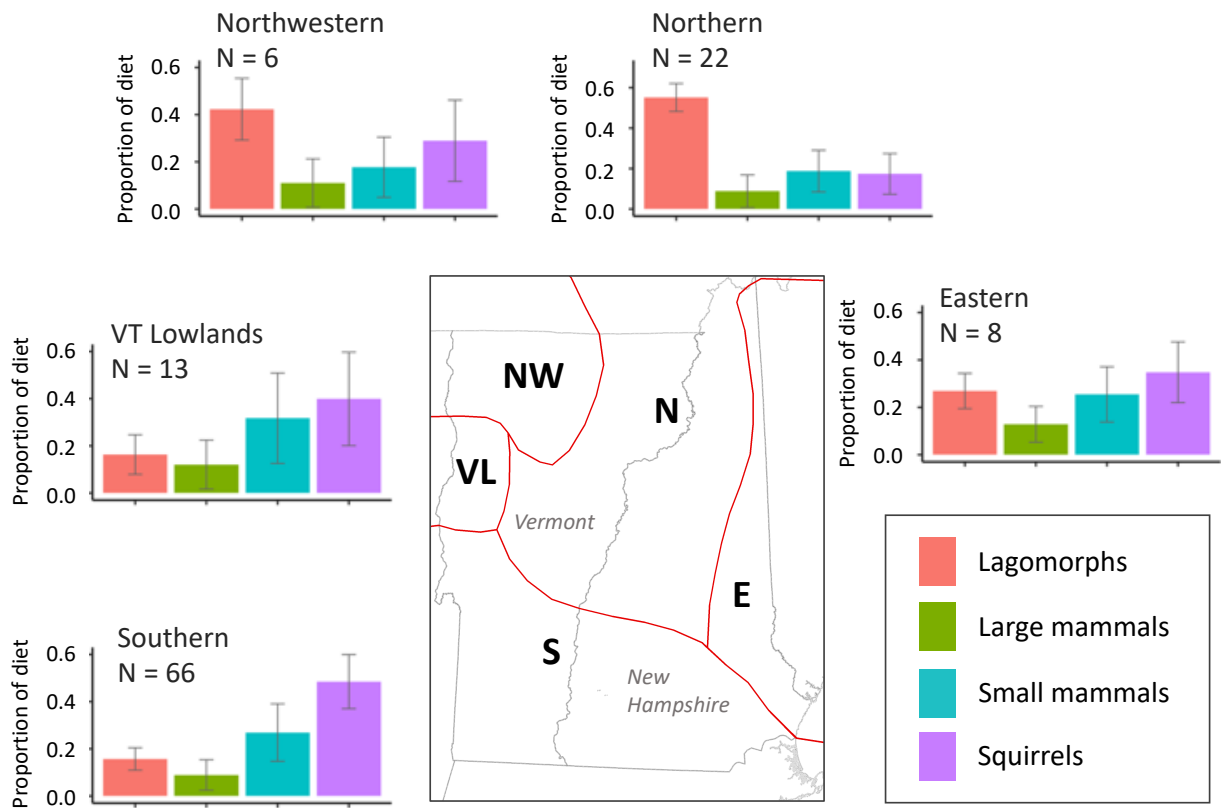 Northwestern
N = 6
Proportion of diet
0.6
0.4
0.2
0.0
Northern
N = 22
Proportion of diet
0.6
0.4
0.2
0.0
VT Lowlands
N = 13
Proportion of diet
0.6
0.4
0.2
0.0
Southern
N = 66
Proportion of diet
0.6
0.4
0.2
0.0
NW
N
VL
Vermont
E
S
New
Hampshire
Eastern
N = 8
Proportion of diet
0.6
0.4
0.2
0.0
Lagomorphs
Large mammals
Small mammals
Squirrels